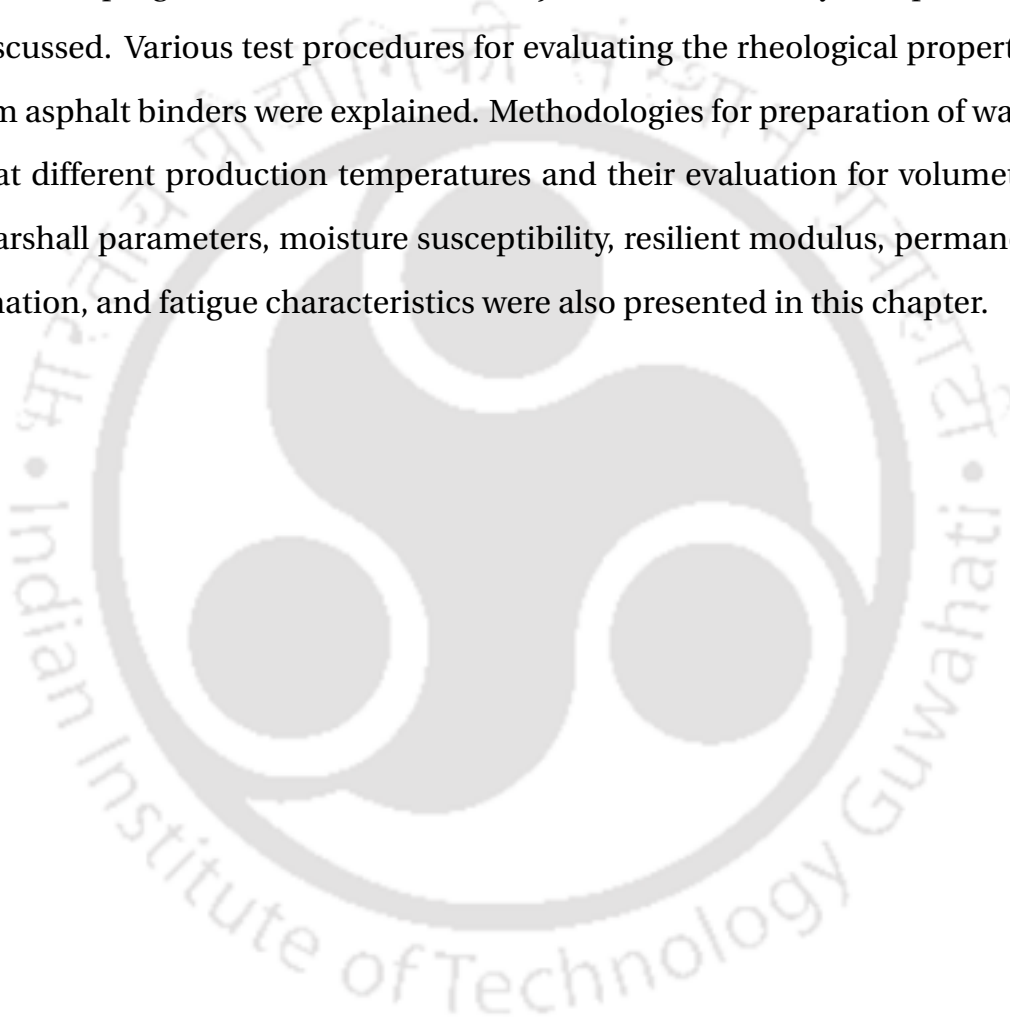 scussed. Various test procedures for evaluating the rheological propert
m asphalt binders were explained. Methodologies for preparation of wa
at different production temperatures and their evaluation for volumet
arshall parameters, moisture susceptibility, resilient modulus, perman
nation, and fatigue characteristics were also presented in this chapter.
Indian Institute of Technology Guwahati